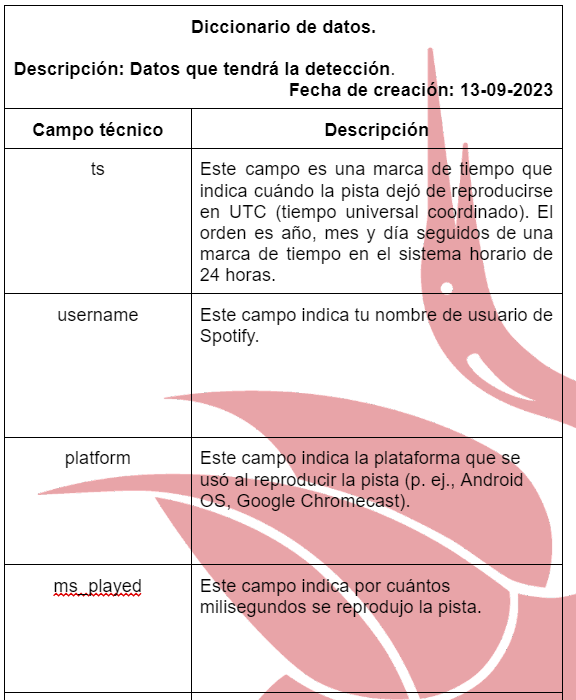 Diccionario de datos.
Descripción: Datos que tendrá la detección.
Fecha de creación: 13-09-2023
Campo técnico
Descripción
ts
Este campo es una marca de tiempo que
indica cuándo la pista dejó de reproducirse
en UTC (tiempo universal coordinado). El
orden es año, mes y día seguidos de una
marca de tiempo en el sistema horario de
24 horas.
username
Este campo indica tu nombre de usuario de
Spotify.
platform
Este campo indica la plataforma que se
usó al reproducir la pista (p. ej., Android
OS, Google Chromecast).
ms_played
Este campo indica por cuántos
milisegundos se reprodujo la pista.